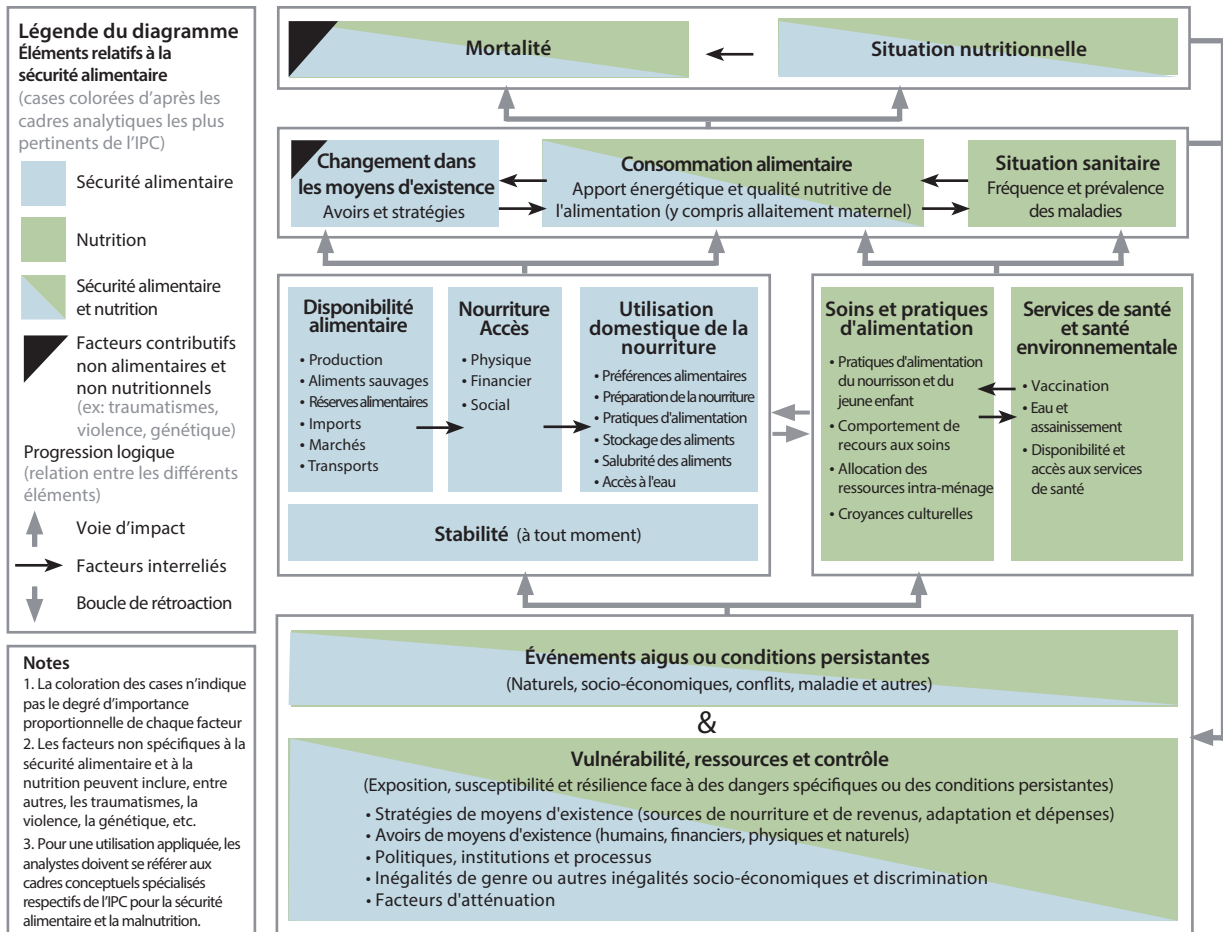 Légende du diagramme
Éléments relatifs à la
sécurité alimentaire
(cases colorées d'après les
cadres analytiques les plus
pertinents de l'IPC)
Sécurité alimentaire
Nutrition
Sécurité alimentaire
et nutrition
Facteurs contributifs
non alimentaires et
non nutritionnels
(ex: traumatismes,
violence, génétique)
Progression logique
(relation entre les différents
éléments)
Voie d'impact
Facteurs interreliés
Boucle de rétroaction
Notes
1. La coloration des cases n'indique
pas le degré d'importance
proportionnelle de chaque facteur
2. Les facteurs non spécifiques à la
sécurité alimentaire et à la
nutrition peuvent inclure, entre
autres, les traumatismes, la
violence, la génétique, etc.
3. Pour une utilisation appliquée, les
analystes doivent se référer aux
cadres conceptuels spécialisés
respectifs de l'IPC pour la sécurité
alimentaire et la malnutrition.
Mortalité
Situation nutritionnelle
Changement dans
les moyens d'existence
Avoirs et stratégies
Consommation alimentaire
Apport énergétique et qualité nutritive de
l'alimentation (y compris allaitement maternel)
Situation sanitaire
Fréquence et prévalence
des maladies
Disponibilité
alimentaire
• Production
• Aliments sauvages
• Réserves alimentaires
• Imports
• Marchés
• Transports
Nourriture
Accès
• Physique
• Financier
• Social
Utilisation
domestique de la
nourriture
• Préférences alimentaires
• Préparation de la nourriture
• Pratiques d'alimentation
• Stockage des aliments
• Salubrité des aliments
• Accès à l'eau
Stabilité (à tout moment)
Soins et pratiques
d'alimentation
• Pratiques d'alimentation
du nourrisson et du
jeune enfant
• Comportement de
recours aux soins
• Allocation des
ressources intra-ménage
• Croyances culturelles
Services de santé
et santé
environnementale
• Vaccination
• Eau et
assainissement
• Disponibilité et
accès aux services
de santé
Événements aigus ou conditions persistantes
(Naturels, socio-économiques, conflits, maladie et autres)
&
Vulnérabilité, ressources et contrôle
(Exposition, susceptibilité et résilience face à des dangers spécifiques ou des conditions persistantes)
• Stratégies de moyens d'existence (sources de nourriture et de revenus, adaptation et dépenses)
• Avoirs de moyens d'existence (humains, financiers, physiques et naturels)
• Politiques, institutions et processus
• Inégalités de genre ou autres inégalités socio-économiques et discrimination
• Facteurs d'atténuation